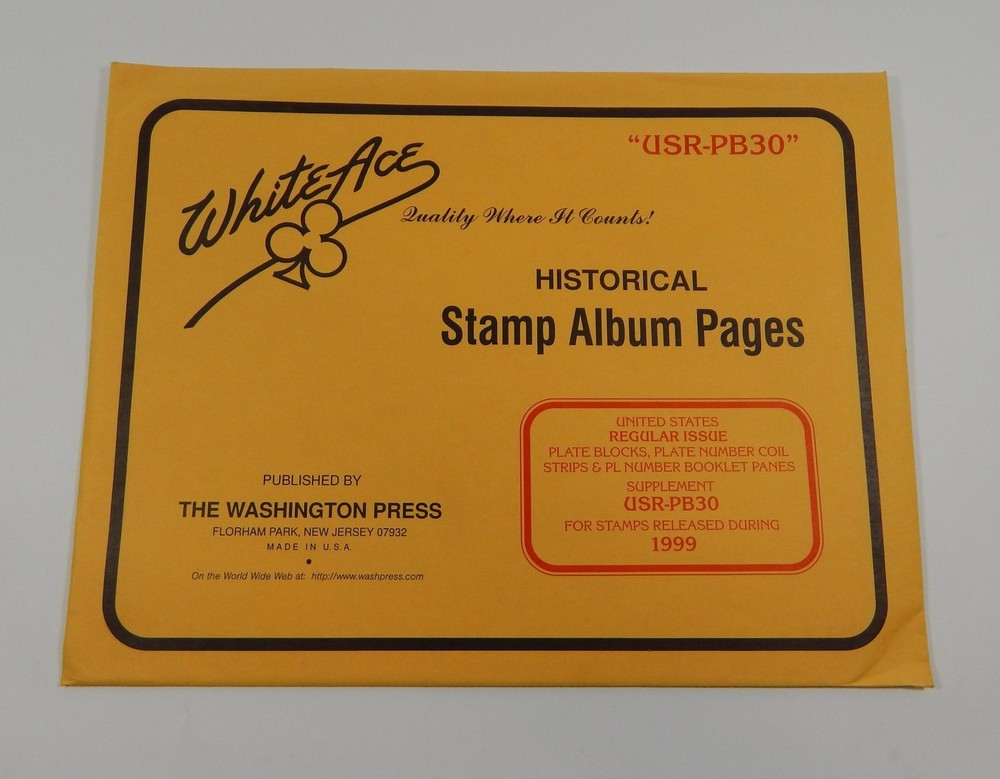 "USR-PB30"
White Ace
Quality Where It Counts!
HISTORICAL
Stamp Album Pages
UNITED STATES
REGULAR ISSUE
PLATE BLOCKS, PLATE NUMBER COIL
STRIPS & PL NUMBER BOOKLET PANES
SUPPLEMENT
USR-PB30
FOR STAMPS RELEASED DURING
1999
PUBLISHED BY
THE WASHINGTON PRESS
FLORHAM PARK, NEW JERSEY 07932
MADE IN U.S.A.
•
On the World Wide Web at: http://www.washpress.com